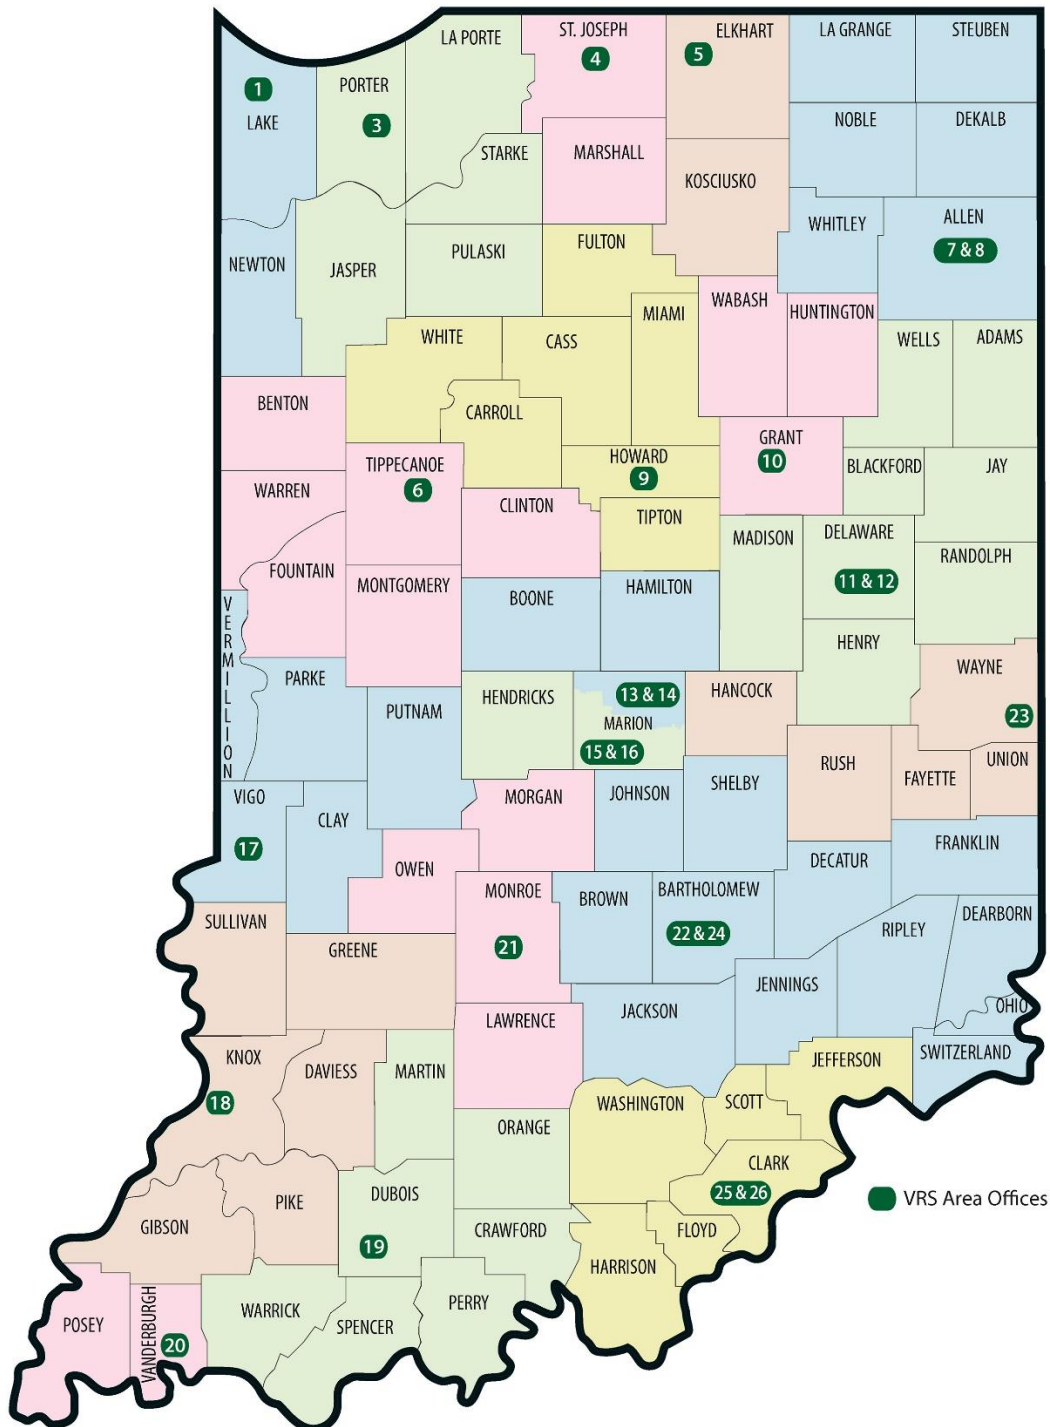 LA PORTE
ST. JOSEPH
4
ELKHART
5
LA GRANGE
STEUBEN
1
LAKE
PORTER
3
NOBLE
DEKALB
STARKE
MARSHALL
KOSCIUSKO
WHITLEY
ALLEN
7 & 8
NEWTON
JASPER
PULASKI
FULTON
WABASH
HUNTINGTON
MIAMI
WHITE
CASS
WELLS
ADAMS
BENTON
CARROLL
TIPPECANOE
6
HOWARD
9
GRANT
10
BLACKFORD
JAY
WARREN
CLINTON
TIPTON
MADISON
DELAWARE
11 & 12
RANDOLPH
FOUNTAIN
MONTGOMERY
BOONE
HAMILTON
VERMILLION
HENRY
PARKE
PUTNAM
HENDRICKS
13 & 14
MARION
15 & 16
HANCOCK
WAYNE
23
RUSH
FAYETTE
UNION
VIGO
17
CLAY
MORGAN
JOHNSON
SHELBY
OWEN
DECATUR
FRANKLIN
MONROE
21
BROWN
BARTHOLOMEW
22 & 24
SULLIVAN
GREENE
RIPLEY
DEARBORN
JENNINGS
OHIO
LAWRENCE
JACKSON
SWITZERLAND
KNOX
18
DAVIESS
MARTIN
JEFFERSON
WASHINGTON
SCOTT
ORANGE
CLARK
25 & 26
VRS Area Offices
PIKE
DUBOIS
19
GIBSON
CRAWFORD
FLOYD
HARRISON
POSEY
VANDERBURGH
20
WARRICK
SPENCER
PERRY